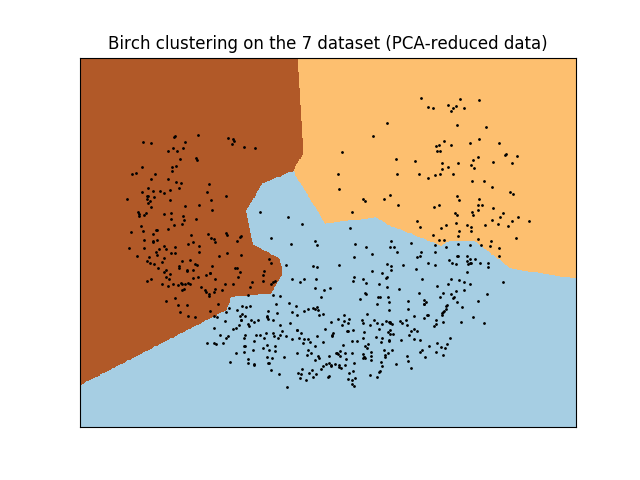 Birch clustering on the 7 dataset (PCA-reduced data)